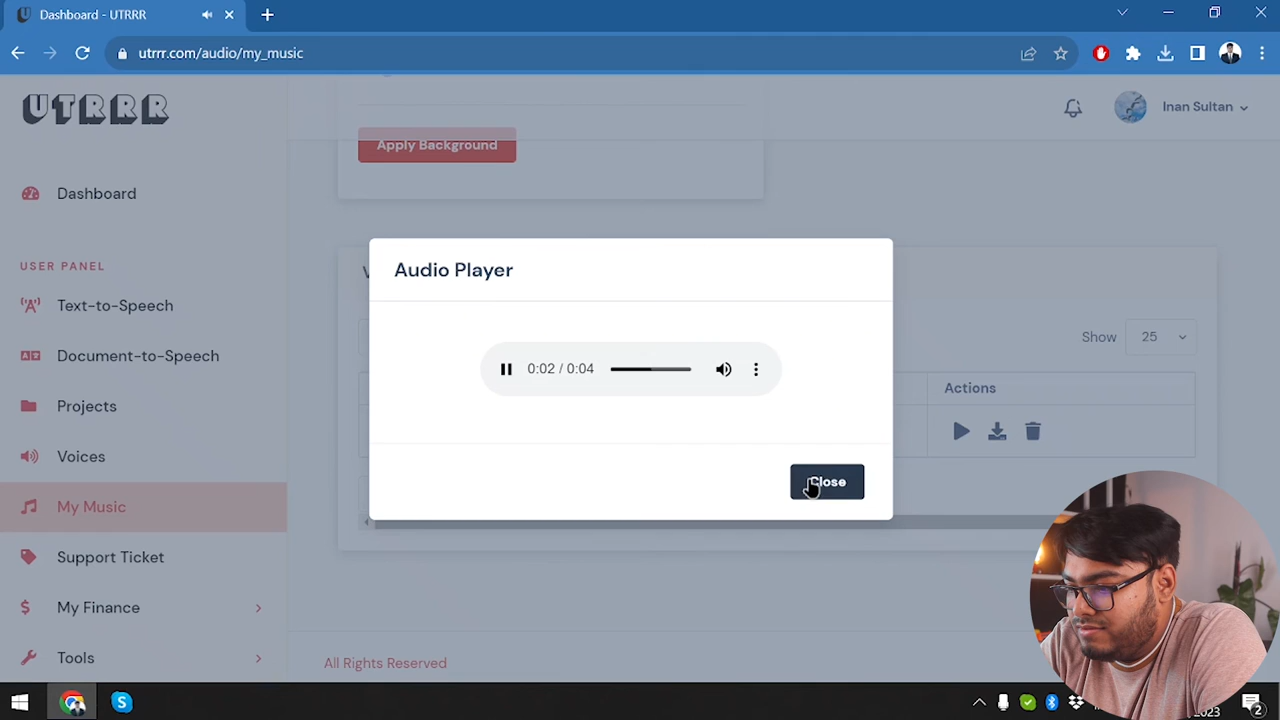 Dashboard - UTRRR
utrrr.com/audio/my_music
UTRRR
Inan Sultan
Apply Background
Dashboard
USER PANEL
Audio Player
Text-to-Speech
Show 25
Document-to-Speech
0:02 / 0:04
Actions
Projects
Voices
Close
My Music
Support Ticket
My Finance
Tools
All Rights Reserved
2